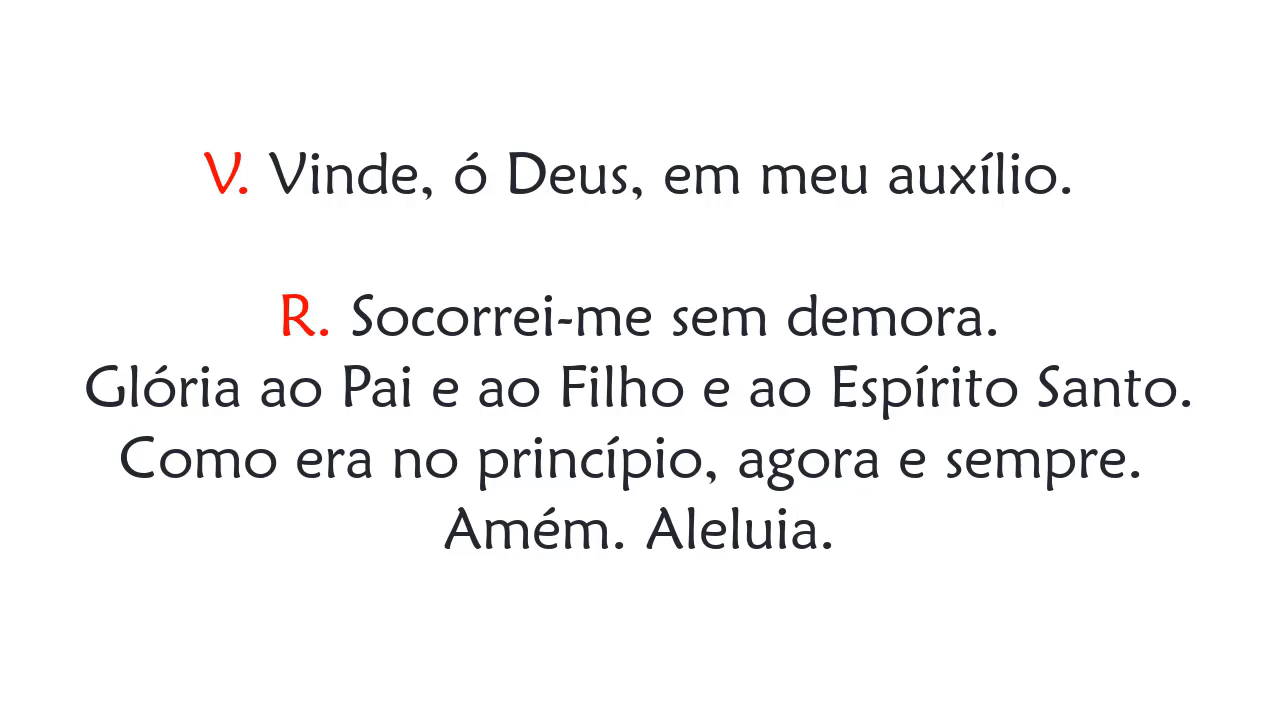 V. Vinde, ó Deus, em meu auxílio.
R. Socorrei-me sem demora.
Glória ao Pai e ao Filho e ao Espírito Santo.
Como era no princípio, agora e sempre.
Amém. Aleluia.